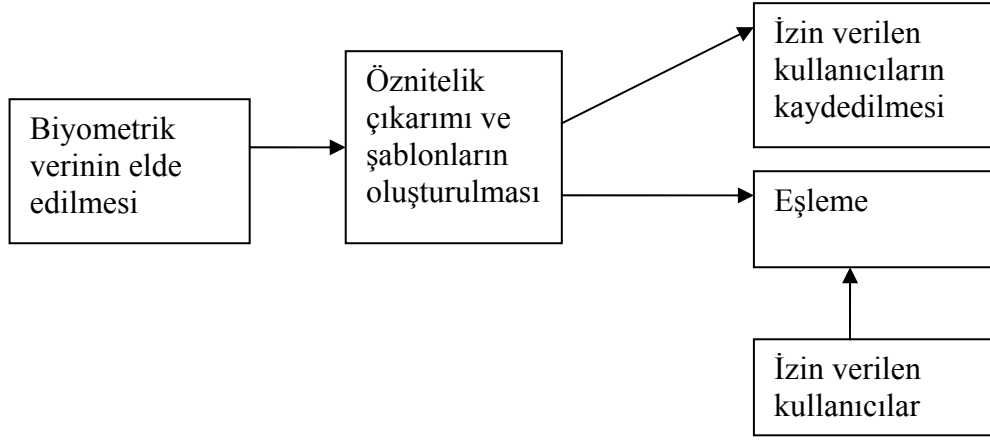 Biyometrik
verinin elde
edilmesi
Öznitelik
çıkarımı ve
şablonların
oluşturulması
İzin verilen
kullanıcıların
kaydedilmesi
Eşleme
İzin verilen
kullanıcılar